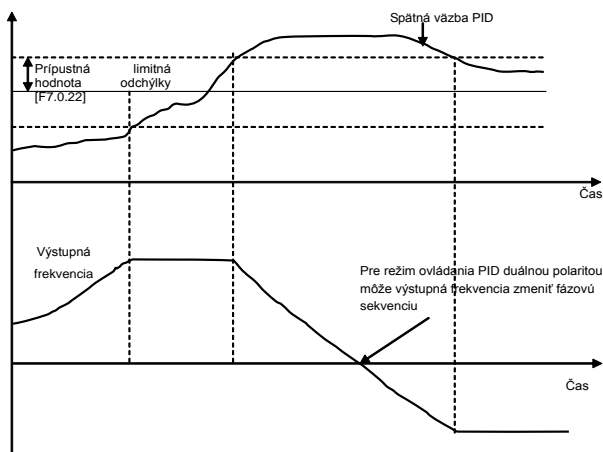 Spätná väzba PID
Prípustná limitná
hodnota odchýlky
[F7.0.22]
Čas
Výstupná
frekvencia
Pre režim ovládania PID duálnou polaritou
môže výstupná frekvencia zmeniť fázovú
sekvenciu
Čas